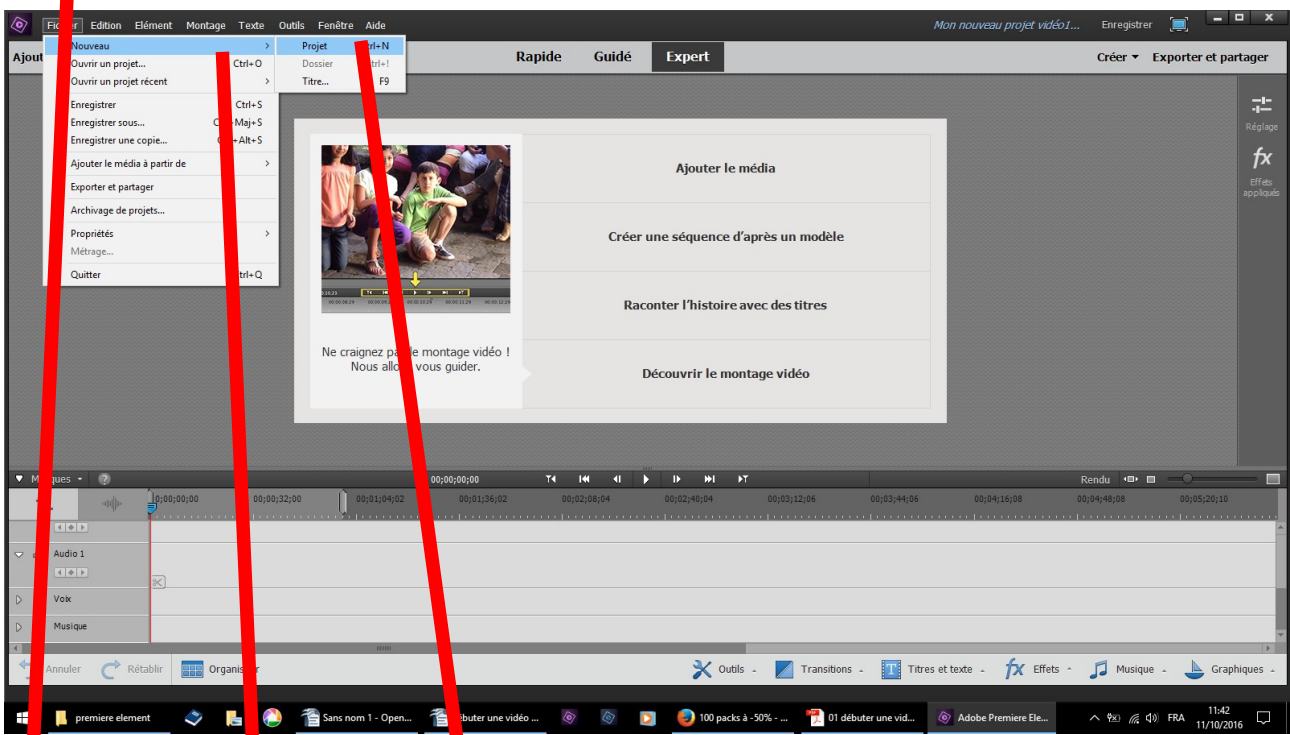 Edition Elément Montage Texte Outils Fenêtre Aide
Mon nouveau projet vidéo1... Enregistrer
Rapide Guidé Expert
Créer Exporter et partager
Nouveau
Ouvrir un projet... Ctrl+O
Ouvrir un projet récent
Enregistrer Ctrl+S
Enregistrer sous...
Enregistrer une copie...
Ajouter le média à partir de
Exporter et partager
Archivage de projets...
Propriétés
Métrage...
Quitter
Projet
Dossier
Titre... F9
Réglage
fx
Effets
appliqués
Ajouter le média
Créer une séquence d'après un modèle
Raconter l'histoire avec des titres
Découvrir le montage vidéo
Ne craignez le montage vidéo !
Nous vous guider.
00;00;00;00
Rendu
0;00;00;00 00;00;32;00 00;01;04;02 00;01;36;02 00;02;08;04 00;02;40;04 00;03;12;06 00;03;44;06 00;04;16;08 00;04;48;08 00;05;20;10
Audio 1
Voix
Musique
Annuler Rétablir
Outils Transitions Titres et texte fx Effets Musique Graphiques
premiere element
Sans nom 1 - Open...
une vidéo ...
100 packs à -50% - ...
01 débuter une vid...
Adobe Premiere Ele...
FRA
11:42
11/10/2016